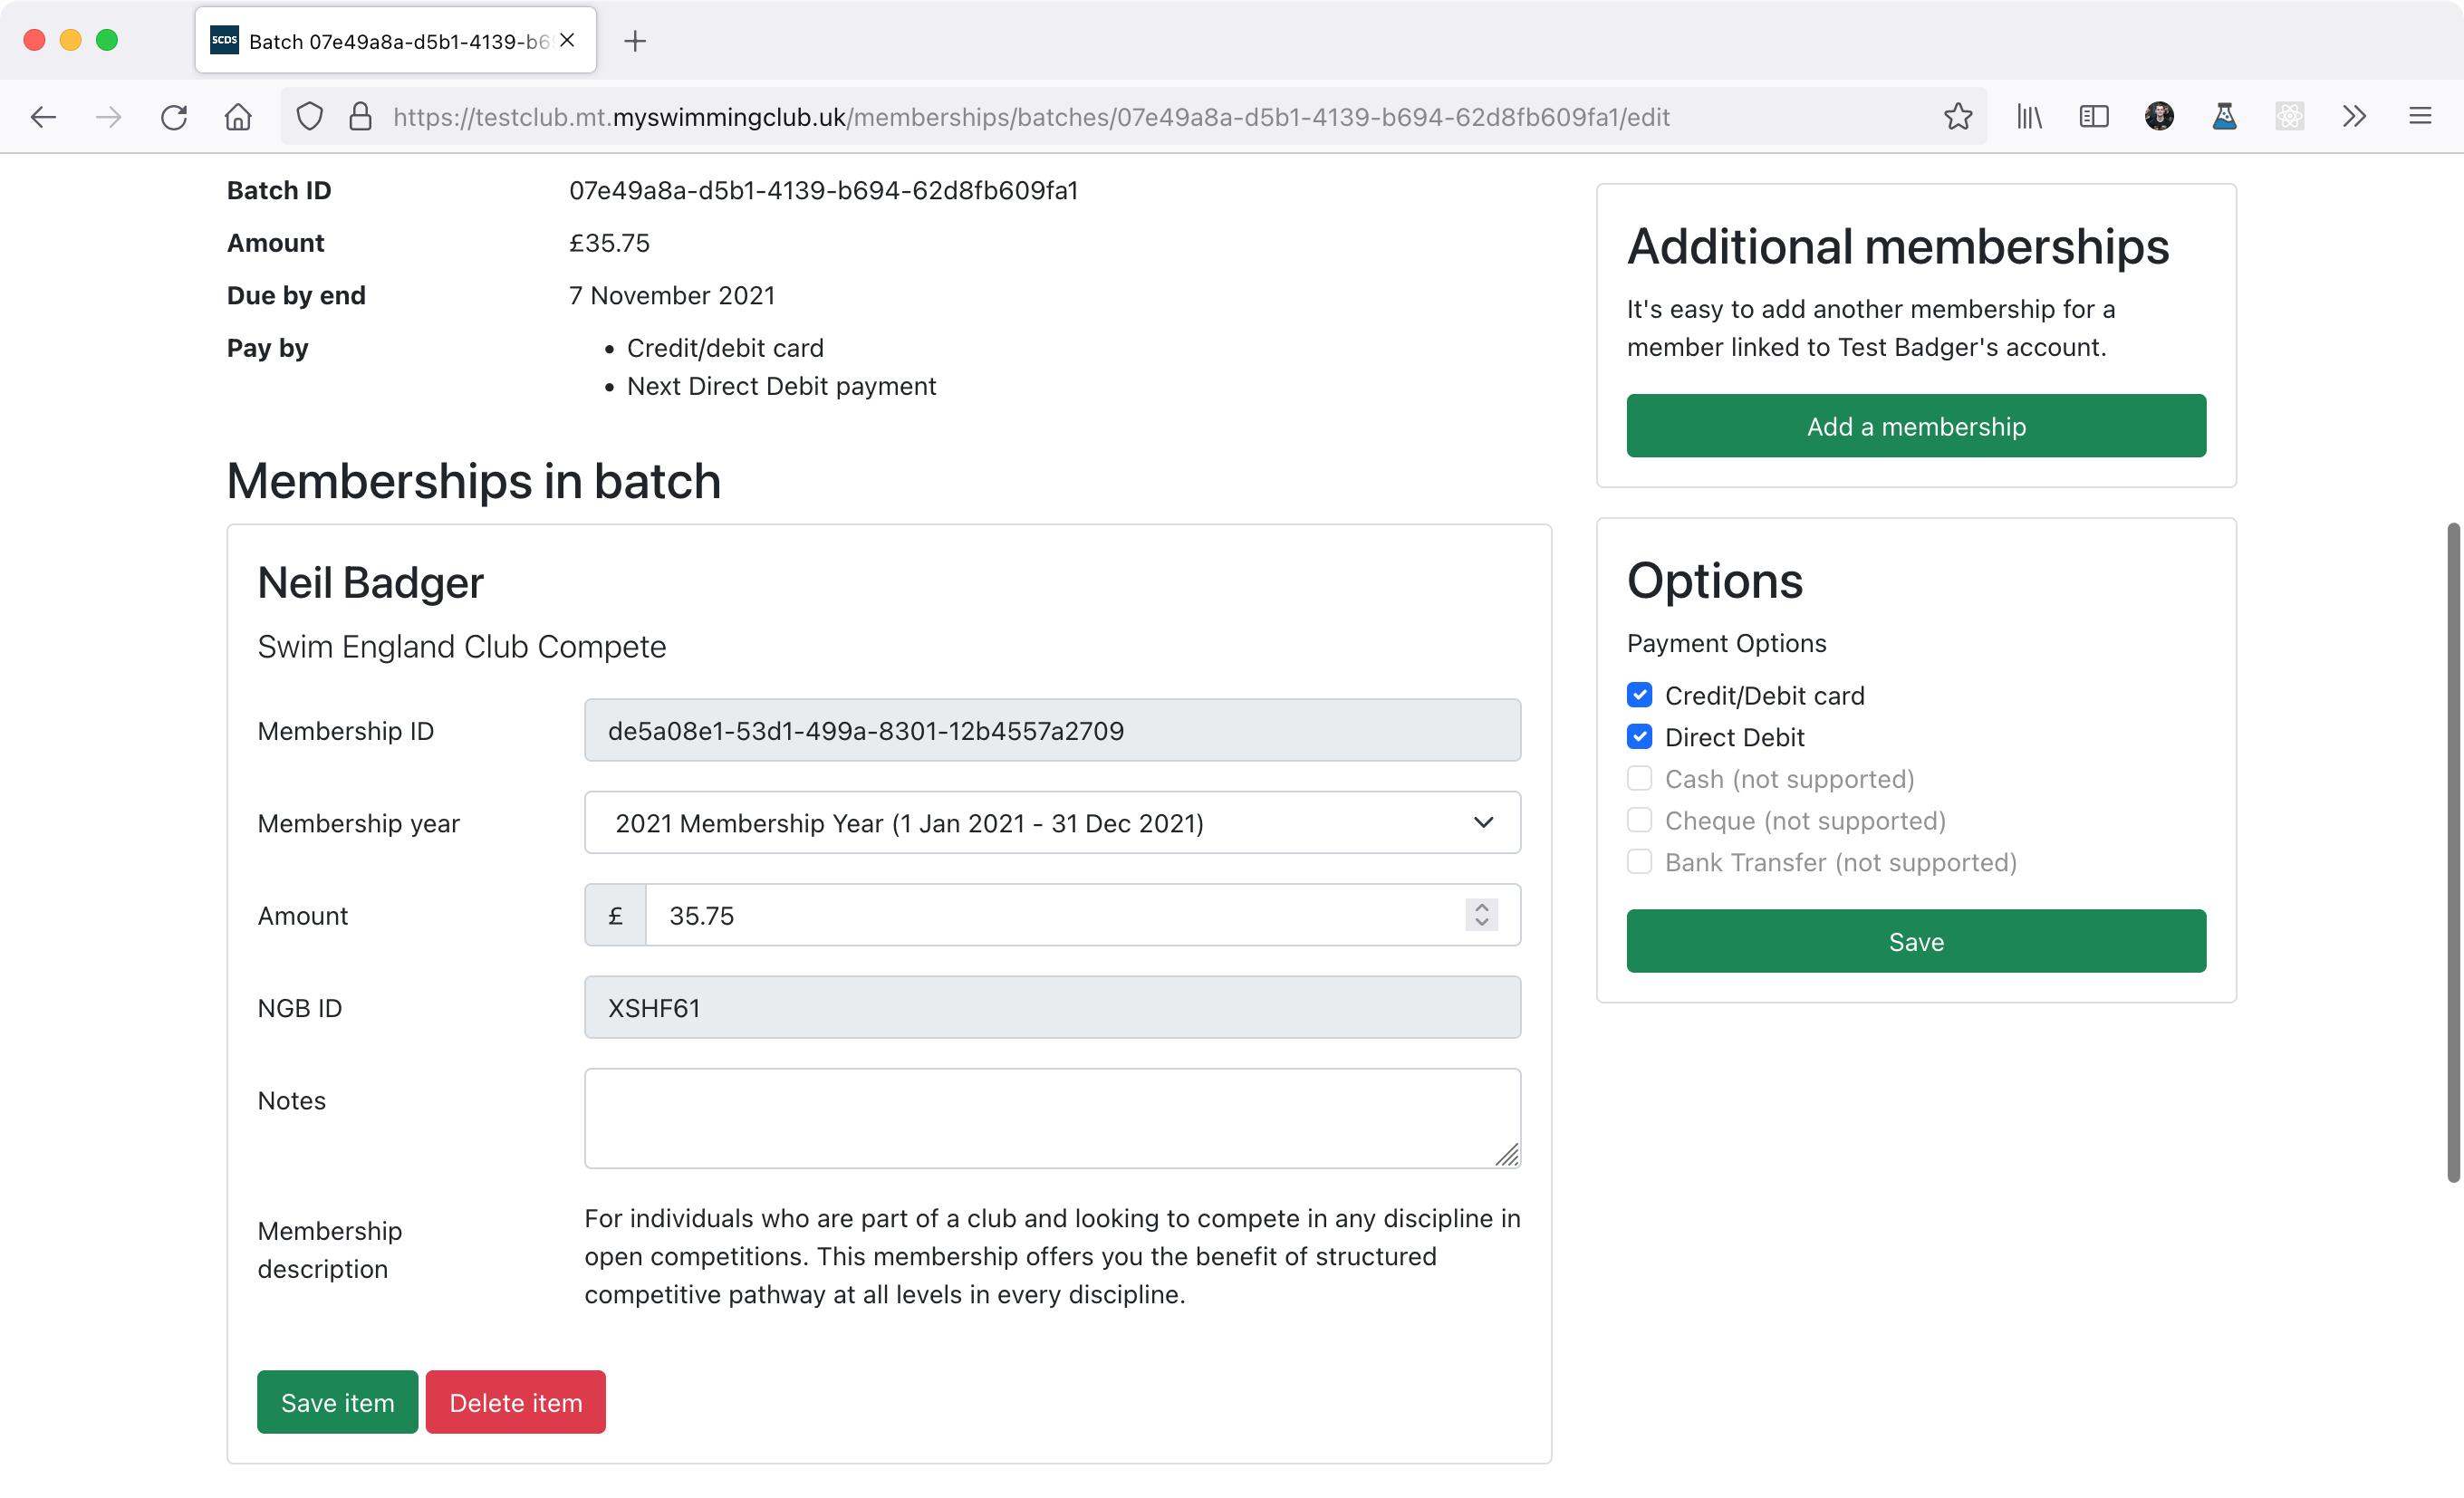 SCDS Batch 07e49a8a-d5b1-4139-b69
https://testclub.mt.myswimmingclub.uk/memberships/batches/07e49a8a-d5b1-4139-b694-62d8fb609fa1/edit
Batch ID 07e49a8a-d5b1-4139-b694-62d8fb609fa1
Amount £35.75
Due by end 7 November 2021
Pay by • Credit/debit card
• Next Direct Debit payment
Memberships in batch
Neil Badger
Swim England Club Compete
Membership ID de5a08e1-53d1-499a-8301-12b4557a2709
Membership year 2021 Membership Year (1 Jan 2021 - 31 Dec 2021)
Amount £ 35.75
NGB ID XSHF61
Notes
Membership
description
For individuals who are part of a club and looking to compete in any discipline in
open competitions. This membership offers you the benefit of structured
competitive pathway at all levels in every discipline.
Save item Delete item
Additional memberships
It's easy to add another membership for a
member linked to Test Badger's account.
Add a membership
Options
Payment Options
Credit/Debit card
Direct Debit
Cash (not supported)
Cheque (not supported)
Bank Transfer (not supported)
Save